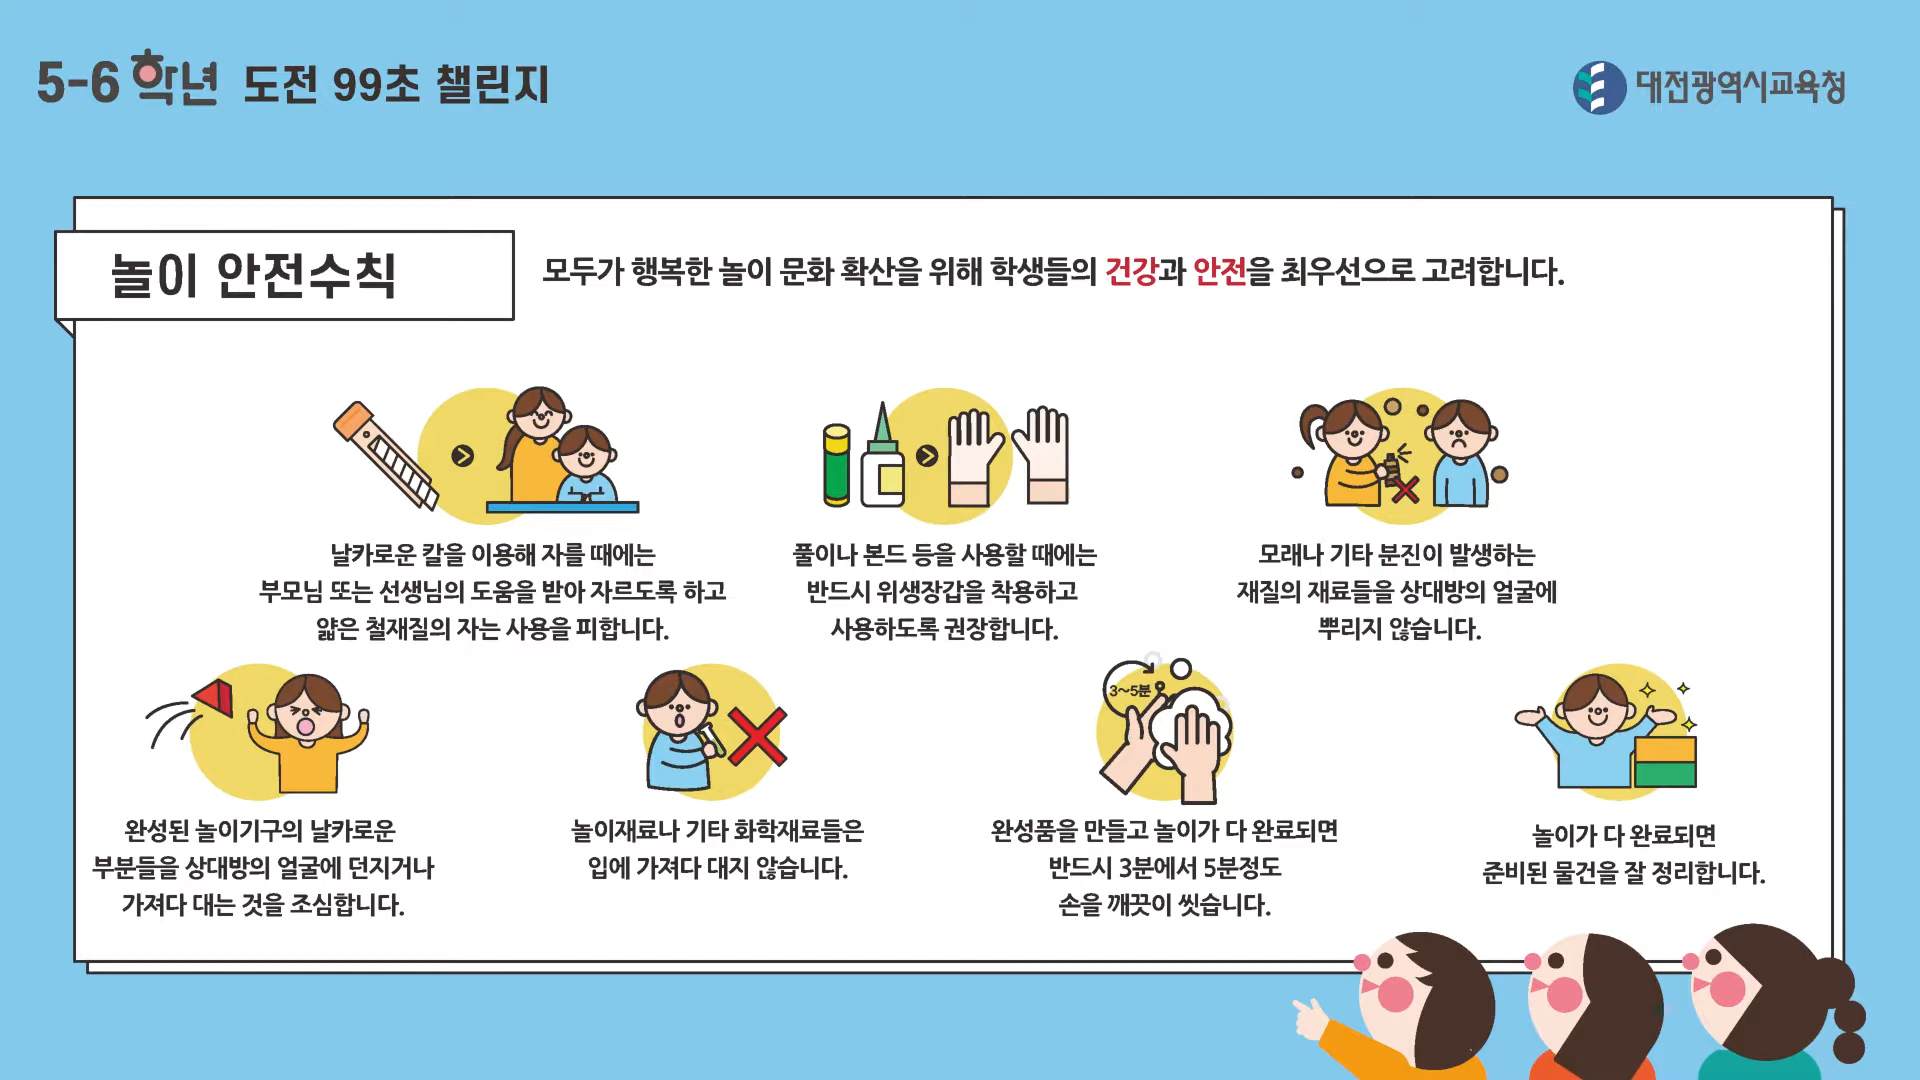 5-6학년 도전 99초 챌린지
대전광역시교육청
놀이 안전수칙
모두가 행복한 놀이 문화 확산을 위해 학생들의 건강과 안전을 최우선으로 고려합니다.
날카로운 칼을 이용해 자를 때에는
부모님 또는 선생님의 도움을 받아 자르도록 하고
얇은 철재질의 자는 사용을 피합니다.
풀이나 본드 등을 사용할 때에는
반드시 위생장갑을 착용하고
사용하도록 권장합니다.
모래나 기타 분진이 발생하는
재질의 재료들을 상대방의 얼굴에
뿌리지 않습니다.
완성된 놀이기구의 날카로운
부분들을 상대방의 얼굴에 던지거나
가져다 대는 것을 조심합니다.
놀이재료나 기타 화학재료들은
입에 가져다 대지 않습니다.
3~5분
완성품을 만들고 놀이가 다 완료되면
반드시 3분에서 5분정도
손을 깨끗이 씻습니다.
놀이가 다 완료되면
준비된 물건을 잘 정리합니다.